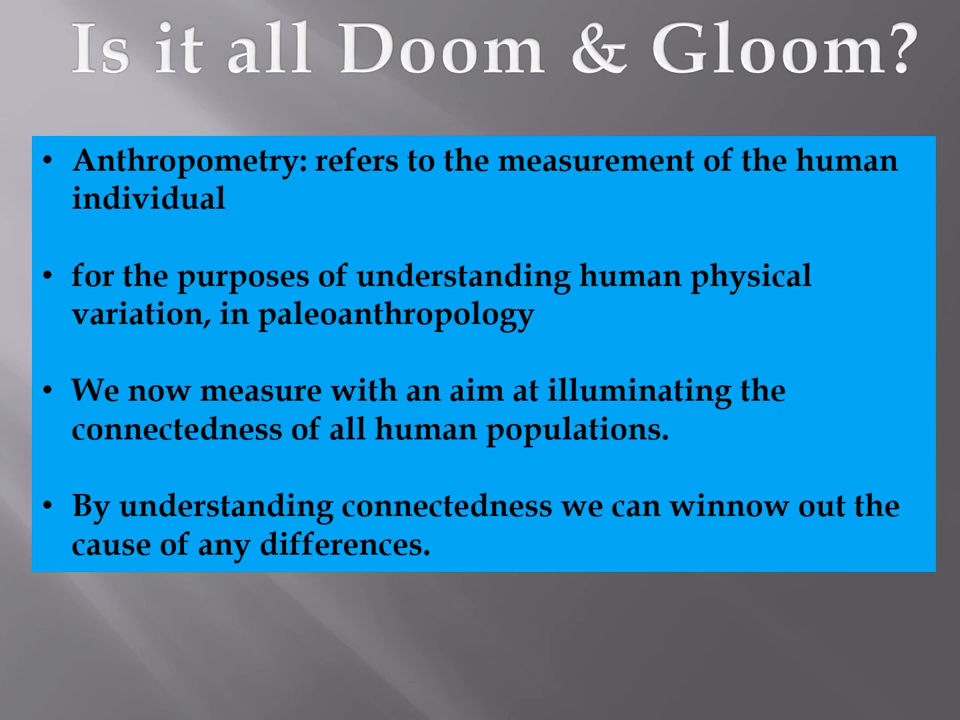 Is it all Doom & Gloom?
• Anthropometry: refers to the measurement of the human
individual
• for the purposes of understanding human physical
variation, in paleoanthropology
• We now measure with an aim at illuminating the
connectedness of all human populations.
• By understanding connectedness we can winnow out the
cause of any differences.